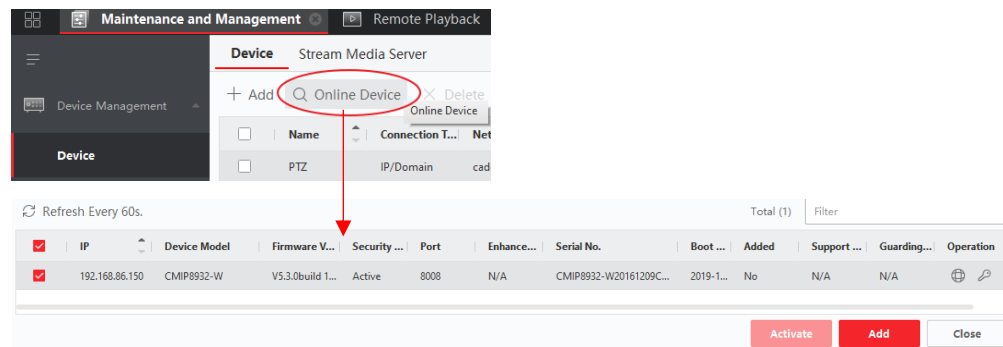 Maintenance and Management Remote Playback
Device Stream Media Server
Add Online Device Delete
Online Device
Device Management
Name Connection T... Net
Device
PTZ IP/Domain cad
Refresh Every 60s. Total (1) Filter
IP Device Model Firmware V... Security ... Port Enhance... Serial No. Boot ... Added Support ... Guarding... Operation
192.168.86.150 CMIP8932-W V5.3.0build 1... Active 8008 N/A CMIP8932-W20161209C... 2019-1... No N/A N/A
Activate Add Close